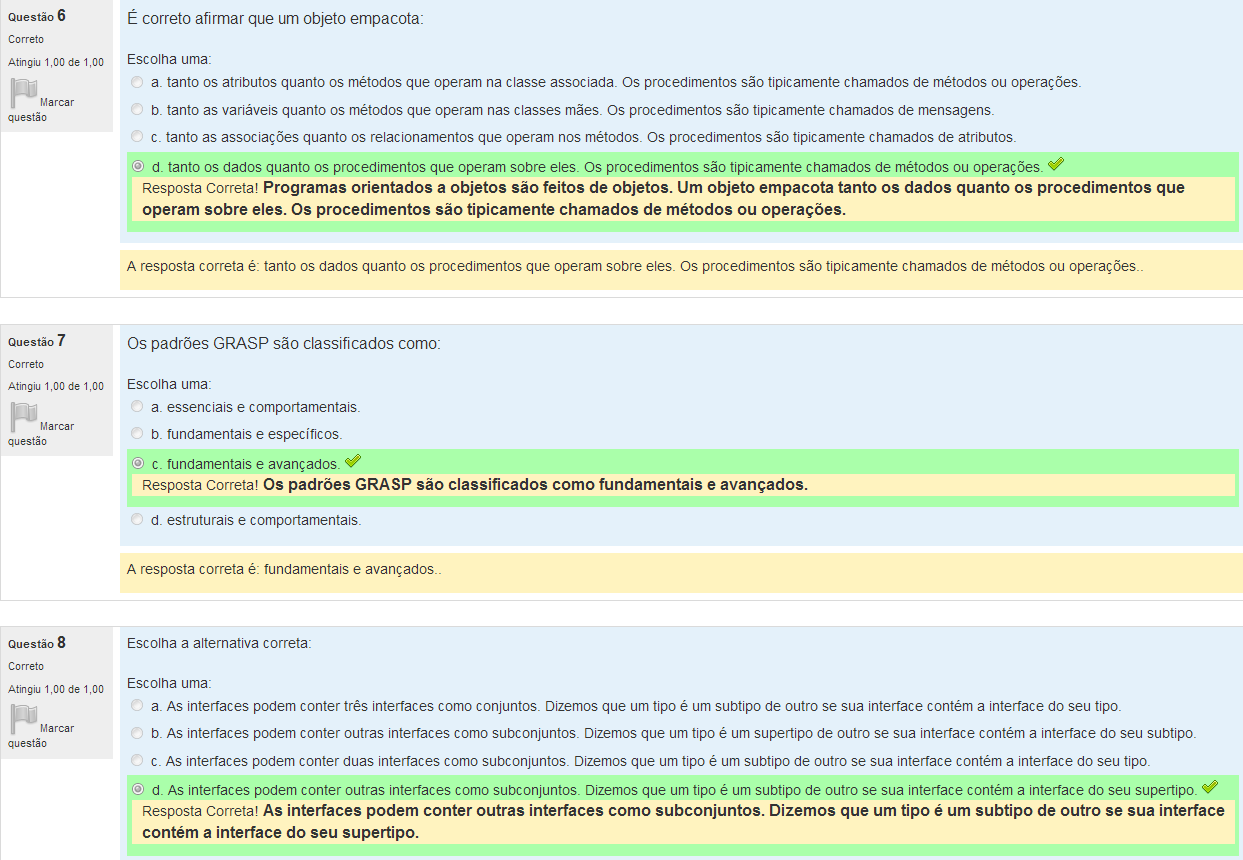 Questão 6
Correto
Atingiu 1,00 de 1,00
Marcar
questão
É correto afirmar que um objeto empacota:
Escolha uma:
a. tanto os atributos quanto os métodos que operam na classe associada. Os procedimentos são tipicamente chamados de métodos ou operações.
b. tanto as variáveis quanto os métodos que operam nas classes mães. Os procedimentos são tipicamente chamados de mensagens.
c. tanto as associações quanto os relacionamentos que operam nos métodos. Os procedimentos são tipicamente chamados de atributos.
d. tanto os dados quanto os procedimentos que operam sobre eles. Os procedimentos são tipicamente chamados de métodos ou operações.
Resposta Correta! Programas orientados a objetos são feitos de objetos. Um objeto empacota tanto os dados quanto os procedimentos que
operam sobre eles. Os procedimentos são tipicamente chamados de métodos ou operações.
A resposta correta é: tanto os dados quanto os procedimentos que operam sobre eles. Os procedimentos são tipicamente chamados de métodos ou operações..
Questão 7
Correto
Atingiu 1,00 de 1,00
Marcar
questão
Os padrões GRASP são classificados como:
Escolha uma:
a. essenciais e comportamentais.
b. fundamentais e específicos.
c. fundamentais e avançados.
Resposta Correta! Os padrões GRASP são classificados como fundamentais e avançados.
d. estruturais e comportamentais.
A resposta correta é: fundamentais e avançados..
Questão 8
Correto
Atingiu 1,00 de 1,00
Marcar
questão
Escolha a alternativa correta:
Escolha uma:
a. As interfaces podem conter três interfaces como conjuntos. Dizemos que um tipo é um subtipo de outro se sua interface contém a interface do seu tipo.
b. As interfaces podem conter outras interfaces como subconjuntos. Dizemos que um tipo é um supertipo de outro se sua interface contém a interface do seu subtipo.
c. As interfaces podem conter duas interfaces como subconjuntos. Dizemos que um tipo é um subtipo de outro se sua interface contém a interface do seu tipo.
d. As interfaces podem conter outras interfaces como subconjuntos. Dizemos que um tipo é um subtipo de outro se sua interface contém a interface do seu supertipo.
Resposta Correta! As interfaces podem conter outras interfaces como subconjuntos. Dizemos que um tipo é um subtipo de outro se sua interface
contém a interface do seu supertipo.